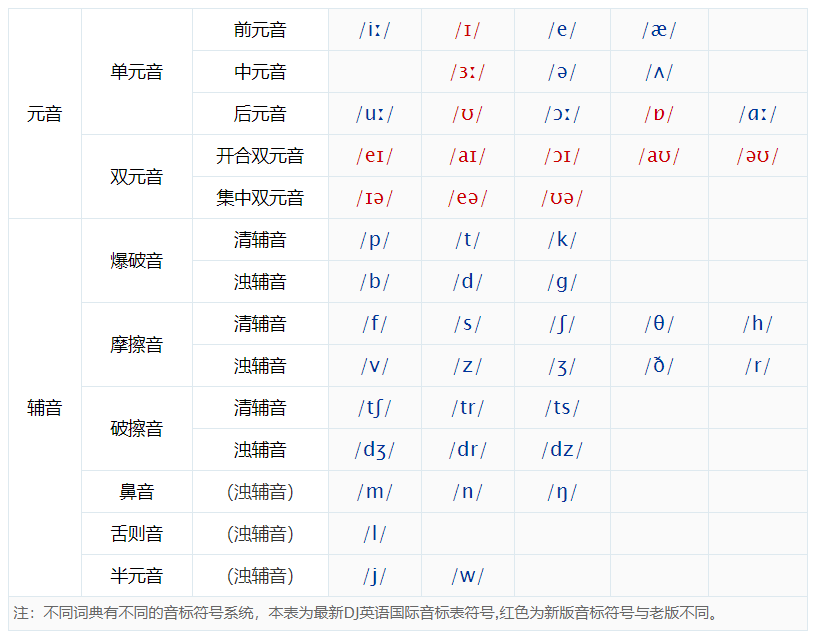 元音 单元音 前元音 /iː/ /ɪ/ /e/ /æ/
中元音 /ɜː/ /ə/ /ʌ/
后元音 /uː/ /ʊ/ /ɔː/ /ɒ/ /ɑː/
双元音 开合双元音 /eɪ/ /aɪ/ /ɔɪ/ /aʊ/ /əʊ/
集中双元音 /ɪə/ /eə/ /ʊə/
辅音 爆破音 清辅音 /p/ /t/ /k/
浊辅音 /b/ /d/ /ɡ/
摩擦音 清辅音 /f/ /s/ /ʃ/ /θ/ /h/
浊辅音 /v/ /z/ /ʒ/ /ð/ /r/
破擦音 清辅音 /tʃ/ /tr/ /ts/
浊辅音 /dʒ/ /dr/ /dz/
鼻音 （浊辅音） /m/ /n/ /ŋ/
舌则音 （浊辅音） /l/
半元音 （浊辅音） /j/ /w/
注：不同词典有不同的音标符号系统，本表为最新DJ英语国际音标表符号,红色为新版音标符号与老版不同。